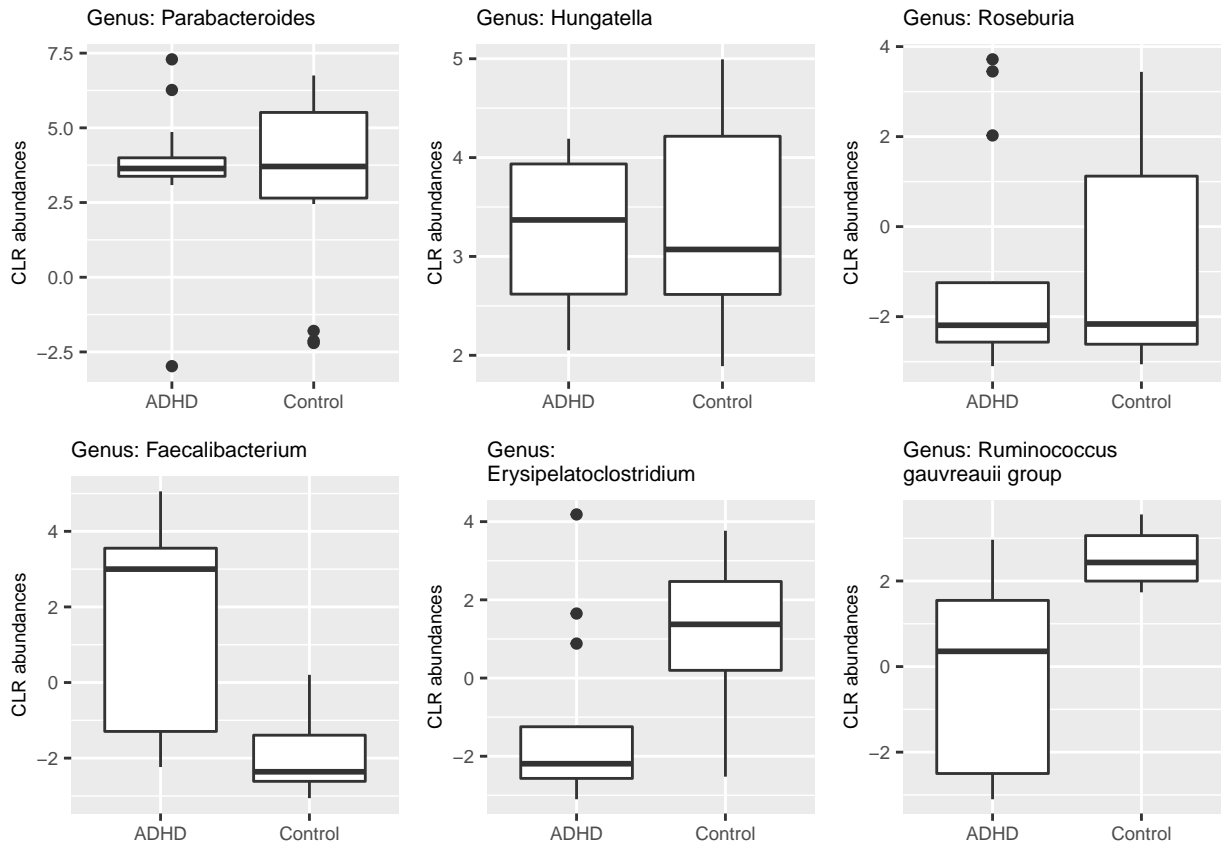 Genus: Parabacteroides
CLR abundances
7.5
5.0
2.5
0.0
−2.5
ADHD Control
Genus: Hungatella
CLR abundances
5
4
3
2
ADHD Control
Genus: Roseburia
CLR abundances
4
2
0
−2
ADHD Control
Genus: Faecalibacterium
CLR abundances
4
2
0
−2
ADHD Control
Genus:
Erysipelatoclostridium
CLR abundances
4
2
0
−2
ADHD Control
Genus: Ruminococcus
gauvreauii group
CLR abundances
2
0
−2
ADHD Control